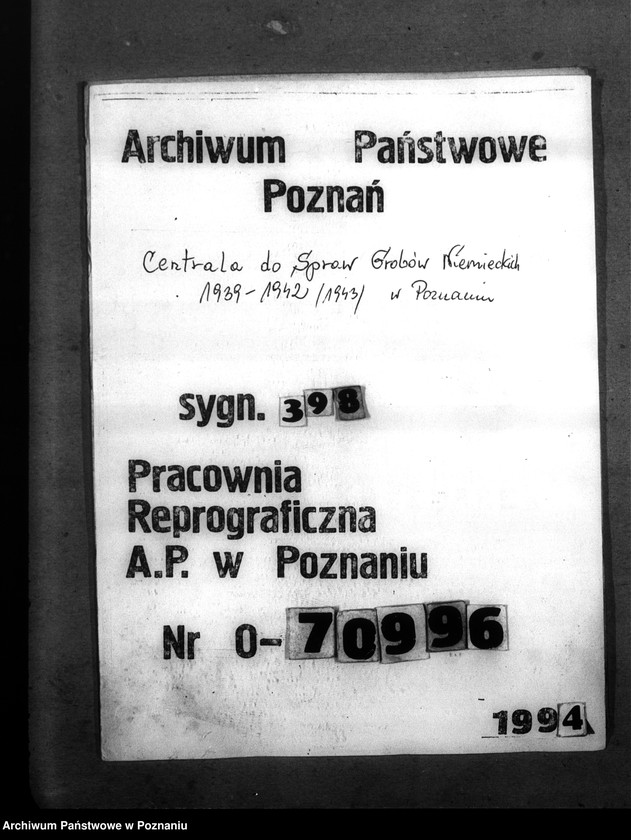 Archiwum Państwowe
Poznań
Centrala do Spraw Grobów Niemieckich
1939-1942 /1943/ w Poznaniu
sygn. 398
Pracownia
Reprograficzna
A.P. w Poznaniu
Nr 0-70996
1994
Archiwum Państwowe w Poznaniu